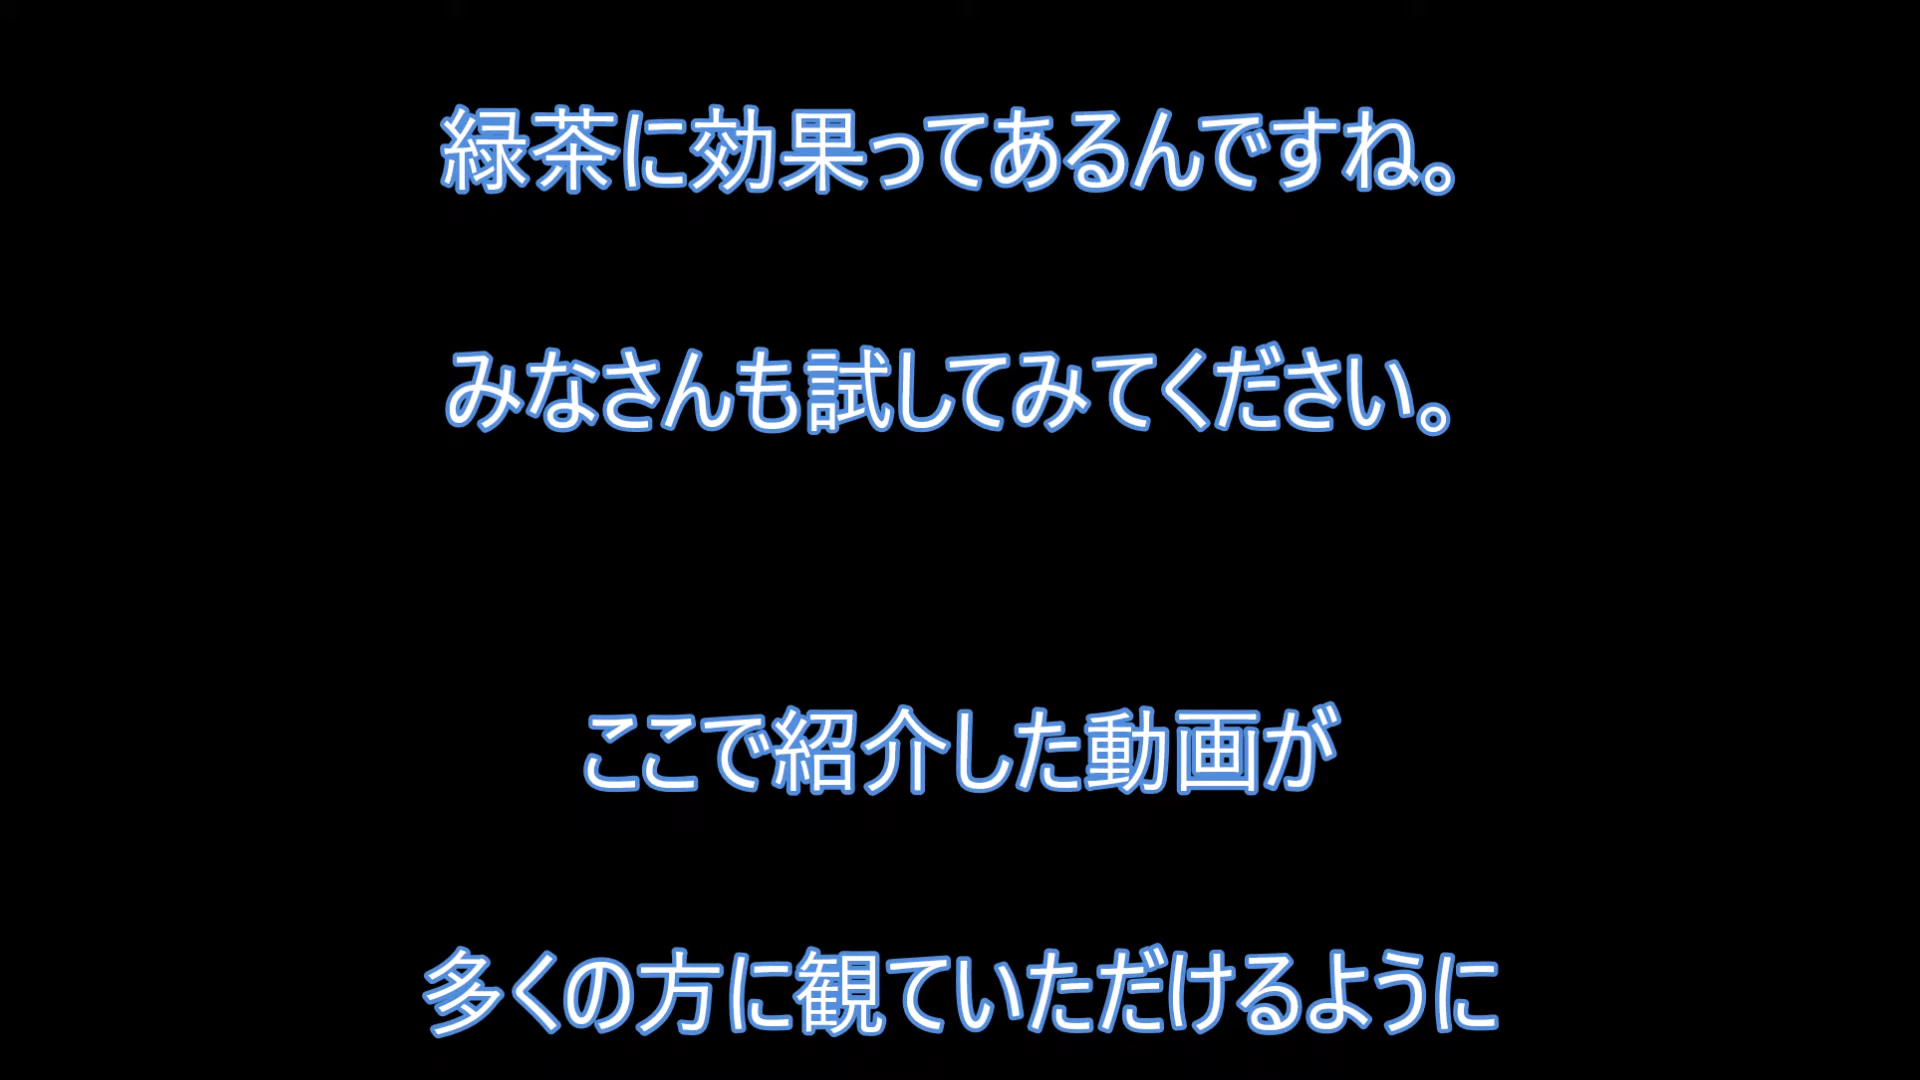 緑茶に効果ってあるんですね。
みなさんも試してみてください。
ここで紹介した動画が
多くの方に観ていただけるように